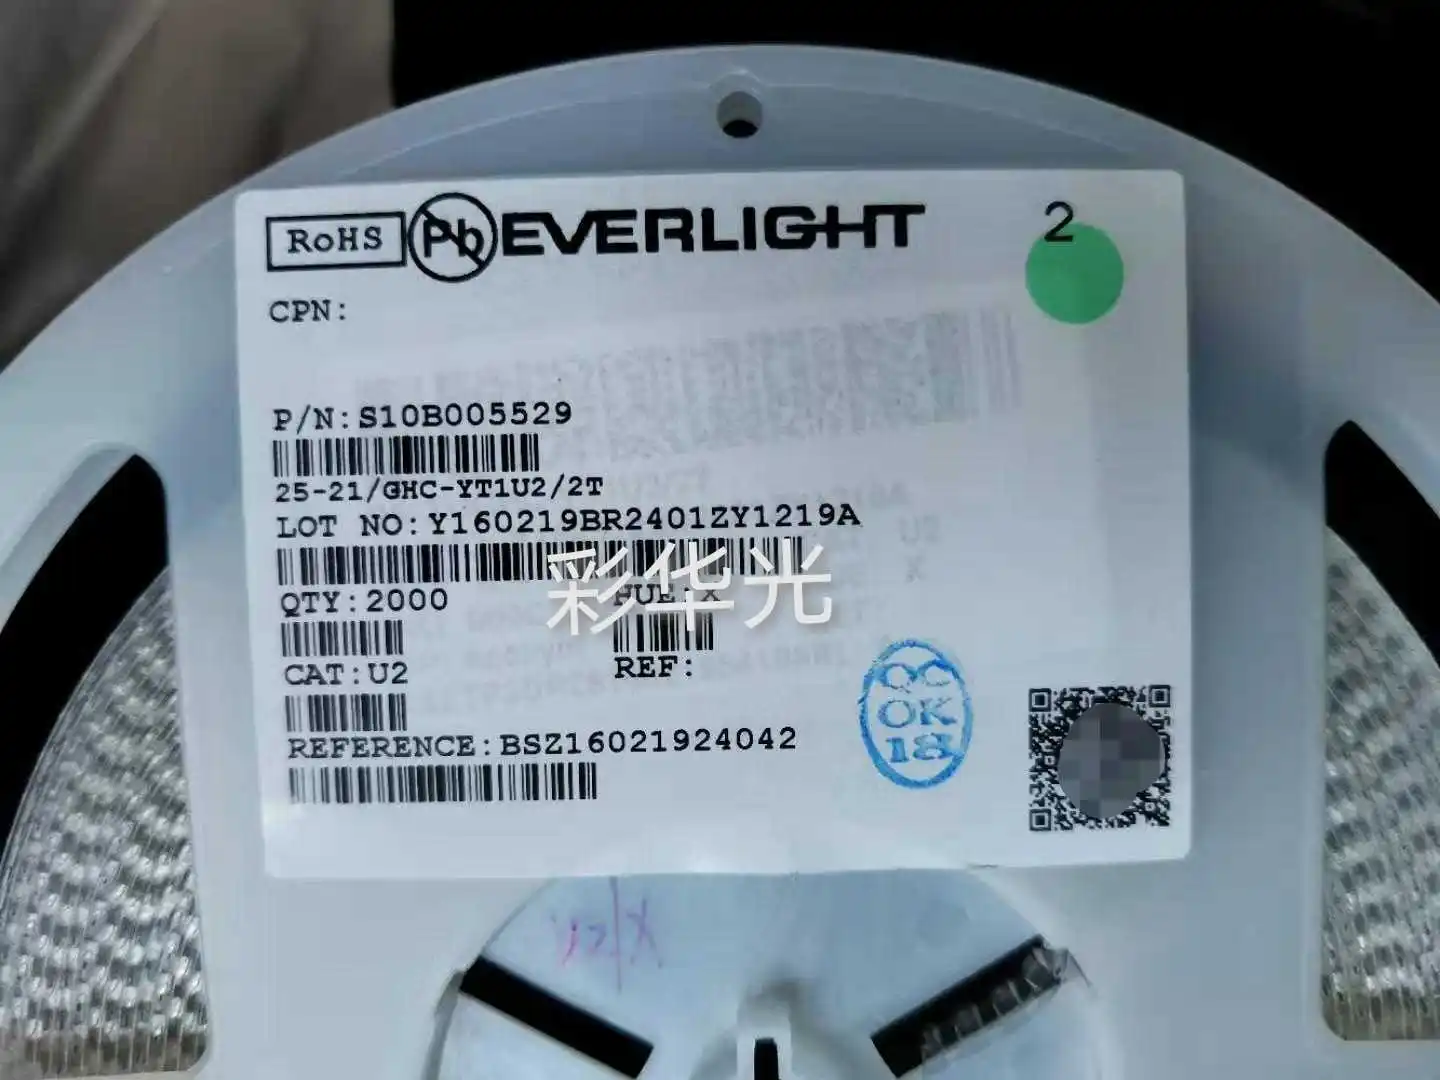 RoHS Pb EVERLIGHT 2
CPN:
P/N:S10B005529
25-21/GHC-YT1U2/2T
LOT NO:Y160219BR2401ZY1219A
彩华光
QTY:2000 HUE:X
CAT:U2 REF:
REFERENCE:BSZ16021924042
QC
OK
18